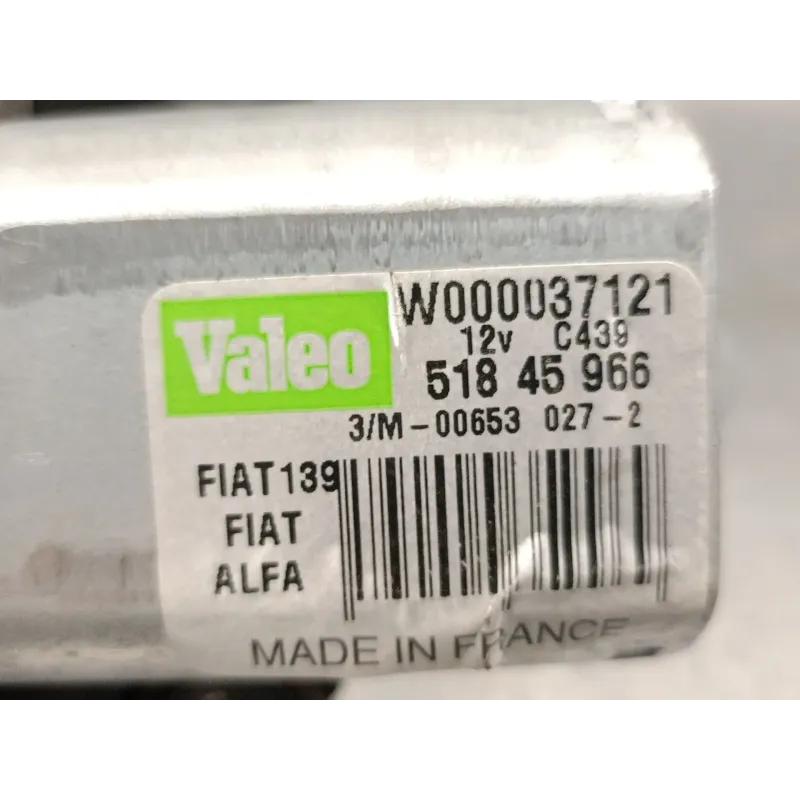 Valeo
W000037121
12v C439
518 45 966
3/M-00653 027-2
FIAT139
FIAT
ALFA
MADE IN FRANCE